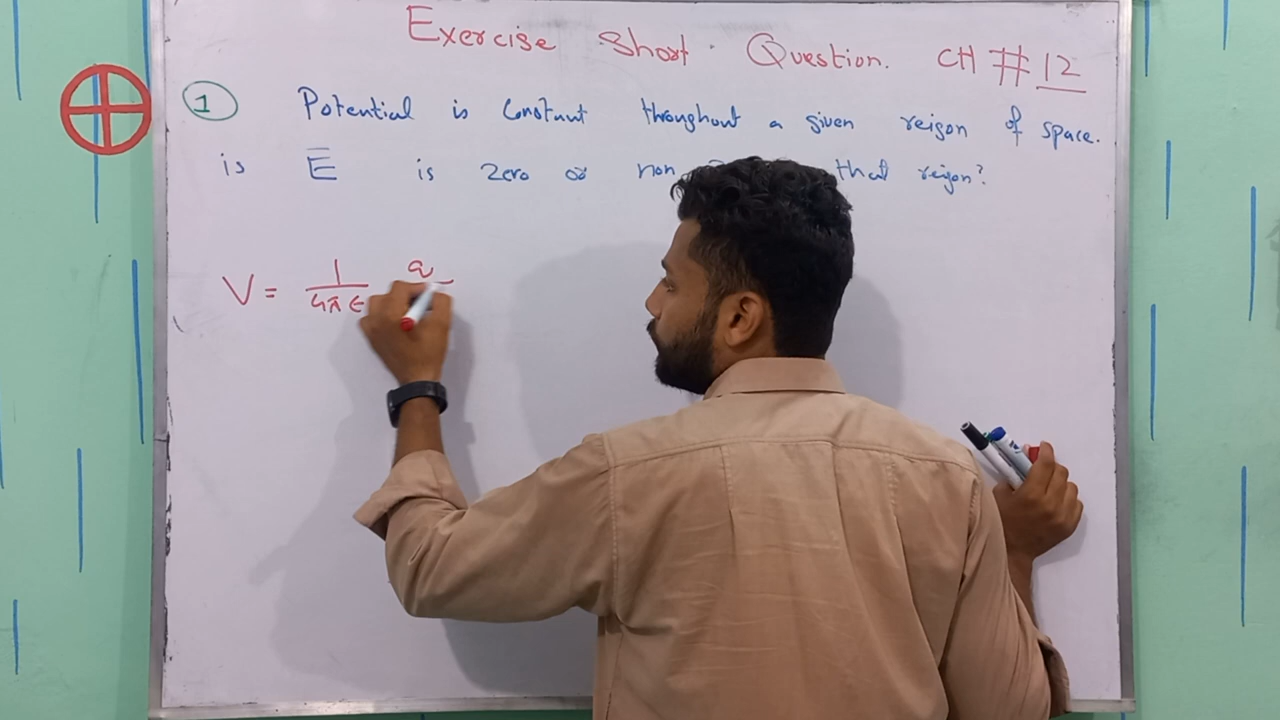 Exercise Short Question. CH # 12
1 Potential is Constant throughout a given reigon of space.
is E̅ is zero or non that reigon?
V = 1/4πε q